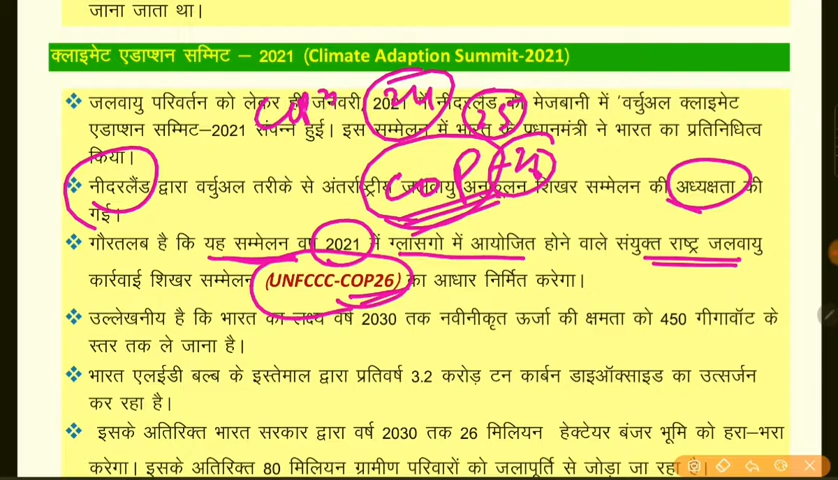 जाना जाता था।
क्लाइमेट एडाप्शन सम्मिट – 2021 (Climate Adaption Summit-2021)
जलवायु परिवर्तन को लेकर ही जनवरी, 2021 में नीदरलैंड की मेजबानी में 'वर्चुअल क्लाइमेट
एडाप्शन सम्मिट–2021 संपन्न हुई। इस सम्मेलन में भारत के प्रधानमंत्री ने भारत का प्रतिनिधित्व
किया।
नीदरलैंड द्वारा वर्चुअल तरीके से अंतर्राष्ट्रीय जलवायु अनुकूलन शिखर सम्मेलन की अध्यक्षता की
गई।
COP
गौरतलब है कि यह सम्मेलन वर्ष 2021 में ग्लासगो में आयोजित होने वाले संयुक्त राष्ट्र जलवायु
कार्रवाई शिखर सम्मेलन (UNFCCC-COP26) का आधार निर्मित करेगा।
उल्लेखनीय है कि भारत का लक्ष्य वर्ष 2030 तक नवीनीकृत ऊर्जा की क्षमता को 450 गीगावॉट के
स्तर तक ले जाना है।
भारत एलईडी बल्ब के इस्तेमाल द्वारा प्रतिवर्ष 3.2 करोड़ टन कार्बन डाइऑक्साइड का उत्सर्जन
कर रहा है।
इसके अतिरिक्त भारत सरकार द्वारा वर्ष 2030 तक 26 मिलियन हेक्टेयर बंजर भूमि को हरा–भरा
करेगा। इसके अतिरिक्त 80 मिलियन ग्रामीण परिवारों को जलापूर्ति से जोड़ा जा रहा है।